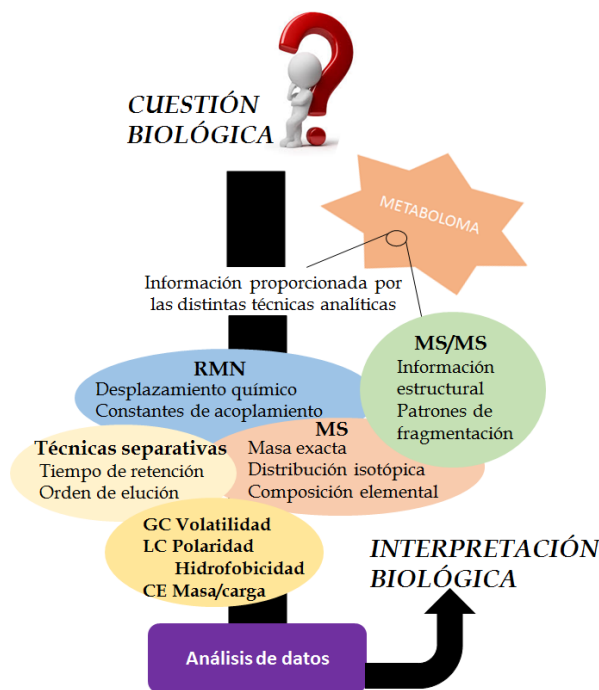 CUESTIÓN
BIOLÓGICA
METABOLOMA
Información proporcionada por
las distintas técnicas analíticas
MS/MS
Información
estructural
Patrones de
fragmentación
RMN
Desplazamiento químico
Constantes de acoplamiento
MS
Masa exacta
Distribución isotópica
Composición elemental
Técnicas separativas
Tiempo de retención
Orden de elución
GC Volatilidad
LC Polaridad
Hidrofobicidad
CE Masa/carga
INTERPRETACIÓN
BIOLÓGICA
Análisis de datos